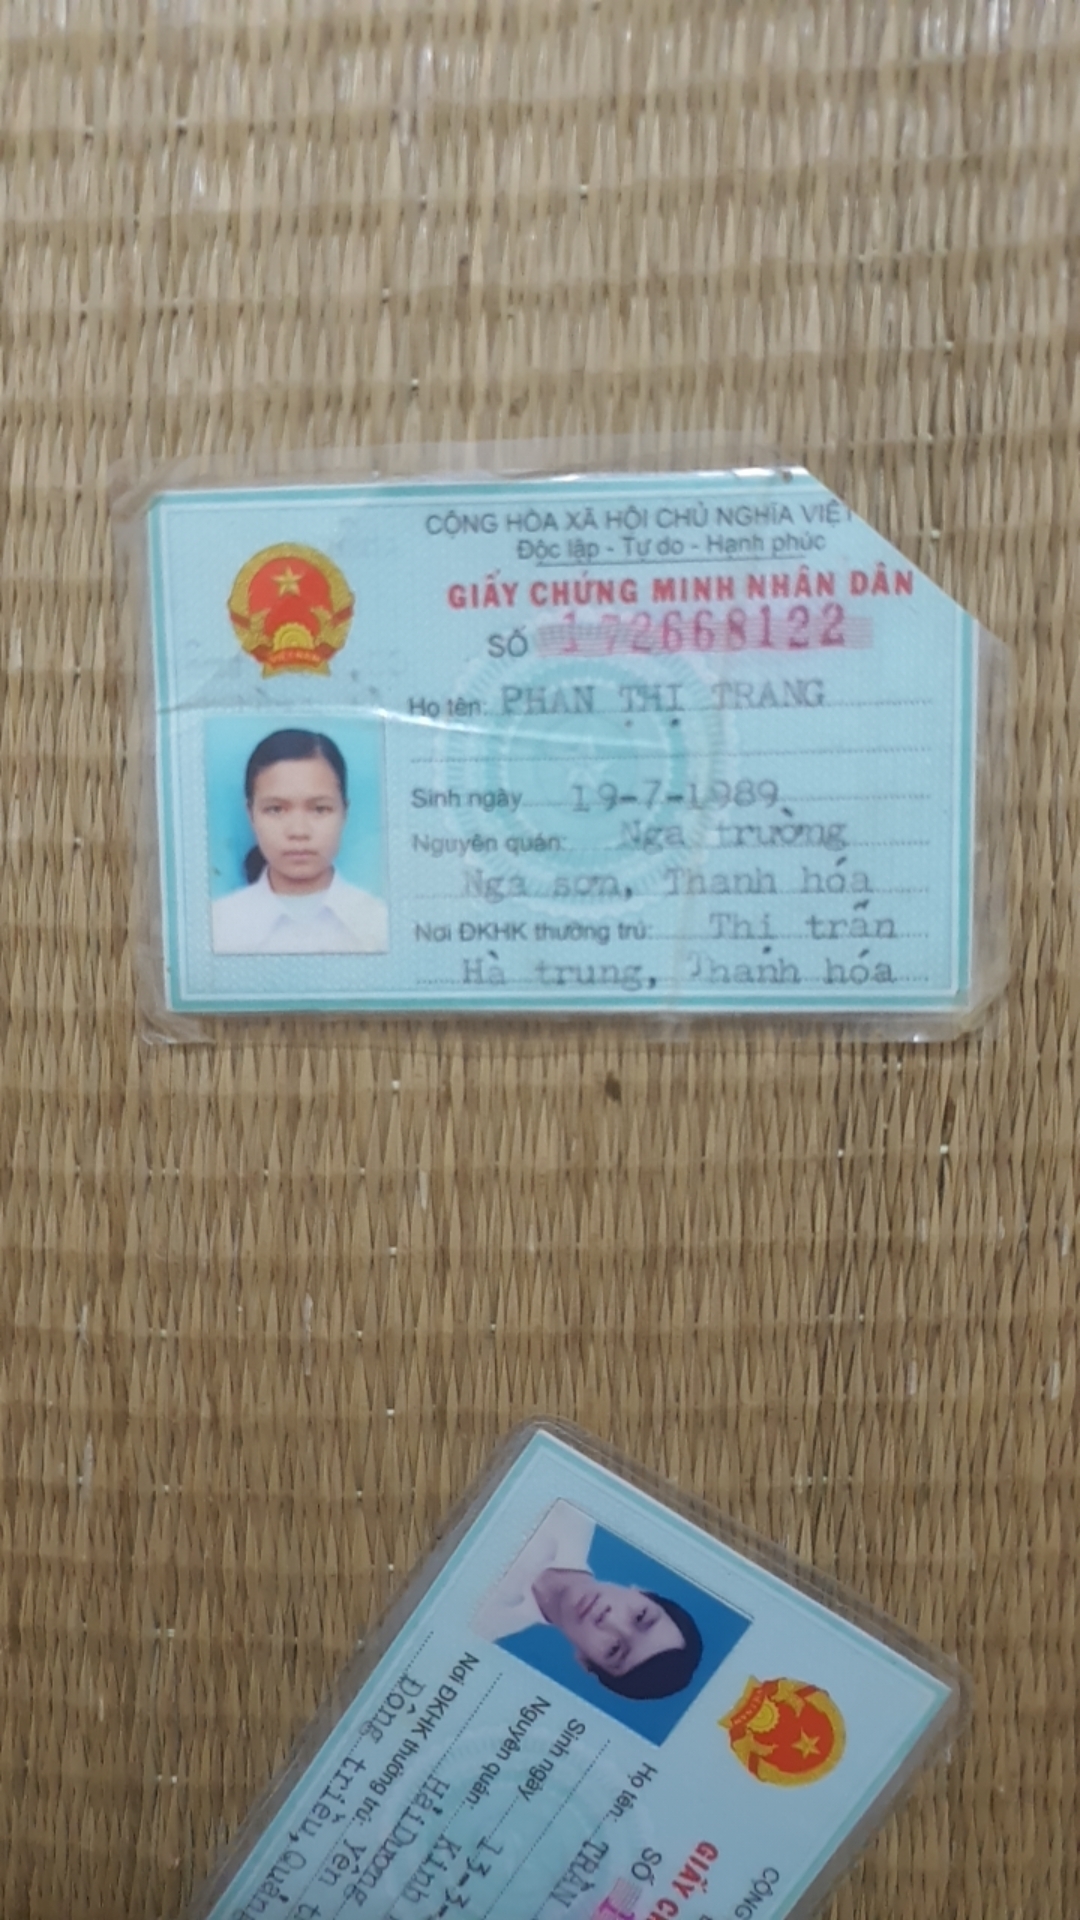 CỘNG HÒA XÃ HỘI CHỦ NGHĨA VIỆT
Độc lập - Tự do - Hạnh phúc
GIẤY CHỨNG MINH NHÂN DÂN
SỐ 172668122
Họ tên: PHAN THỊ TRANG
Sinh ngày 19-7-1989
Nguyên quán: Nga trường
Nga sơn, Thanh hóa
Nơi ĐKHK thường trú: Thị trấn
Hà trung, Thanh hóa
CỘNG
GIẤY
SỐ 1
Họ tên: TRẦN
Sinh ngày 13-3-
Nguyên quán: Kinh
HảiDương
Nơi ĐKHK thường trú: Yên
Đông triều, Quản